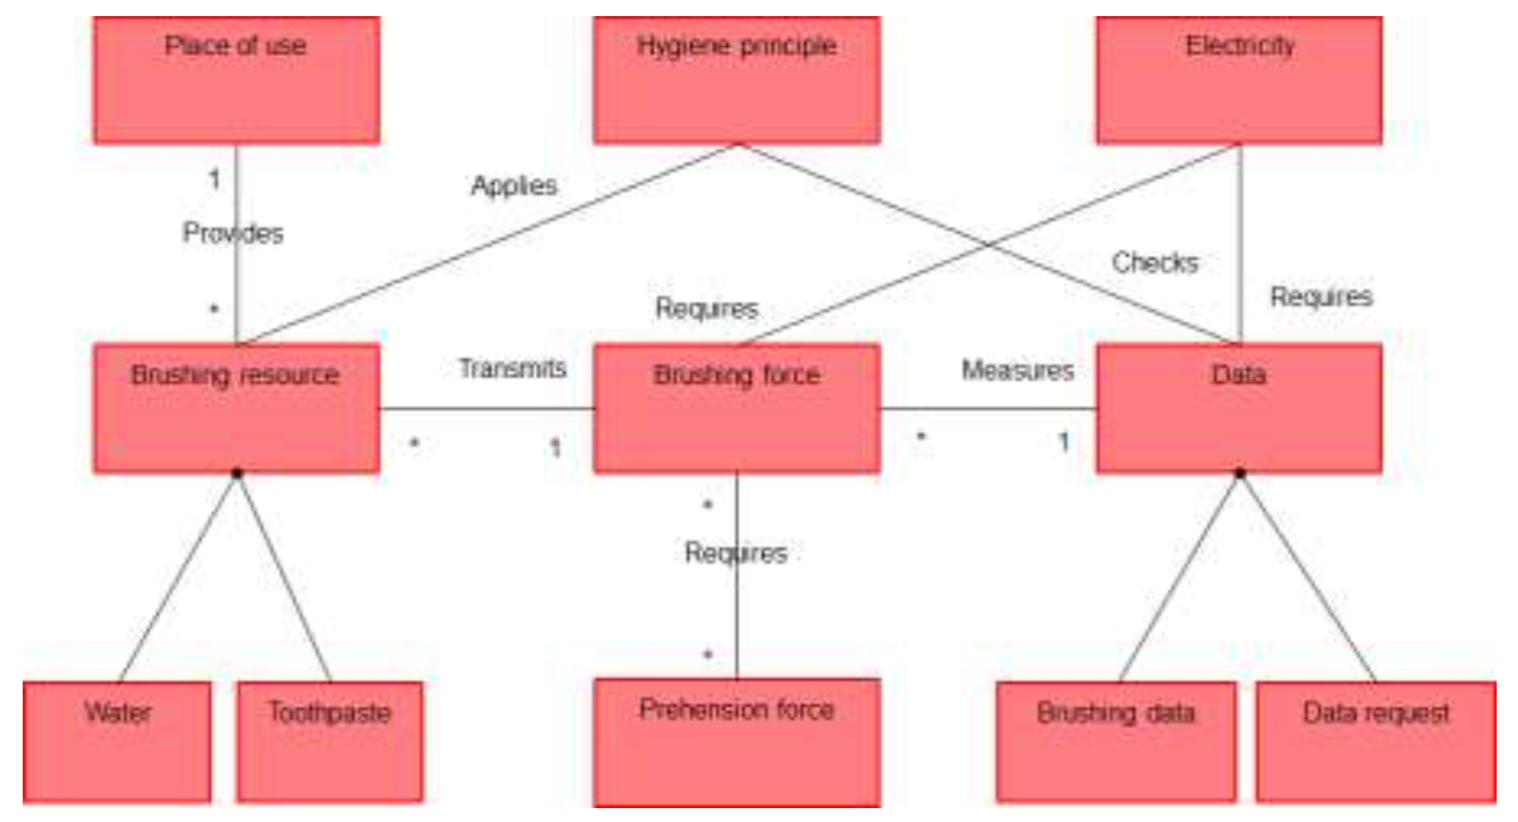 Place of use
Hygiene principle
Electricity
1
Applies
Provides
Checks
*
Requires
Requires
Brushing resource
Transmits
Brushing force
Measures
Data
*
1
*
1
*
Requires
*
Water
Toothpaste
Prehension force
Brushing data
Data request